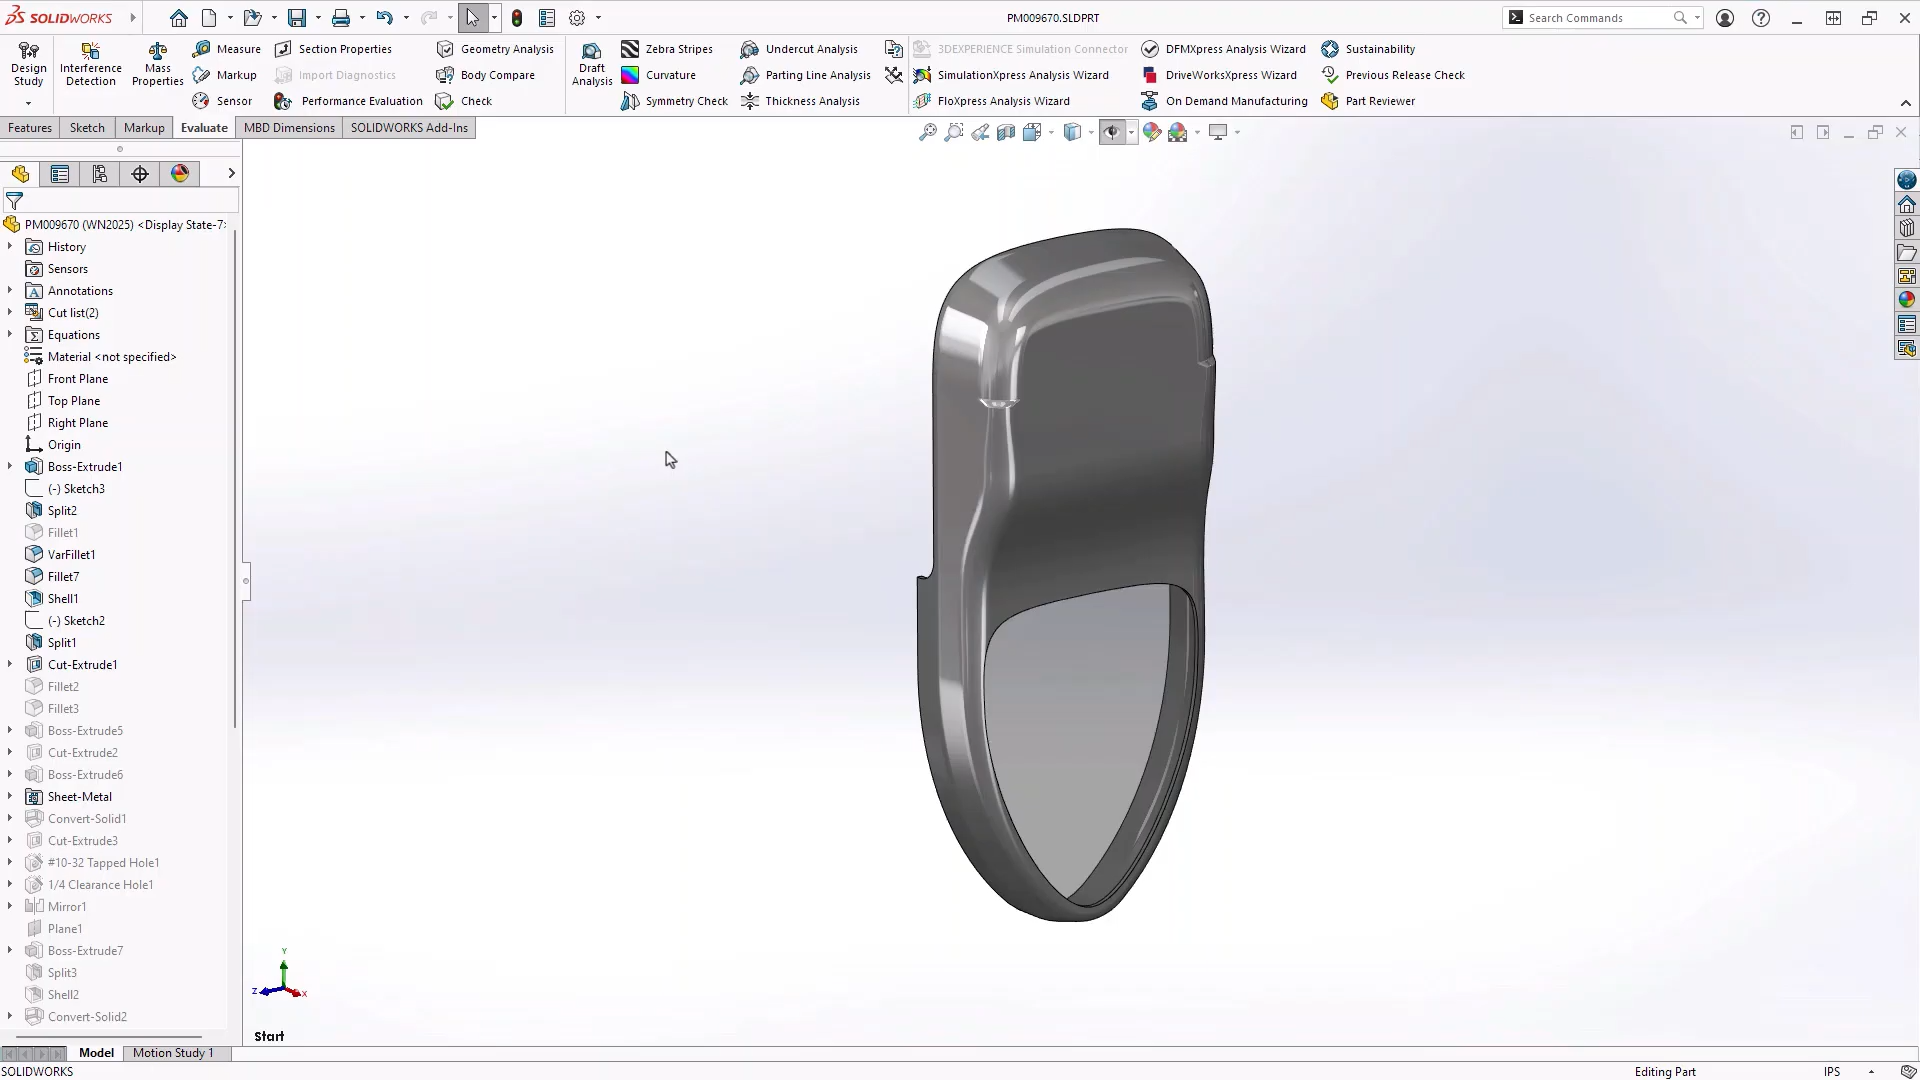 SOLIDWORKS
PM009670.SLDPRT
Search Commands
Design Study
Interference Detection
Mass Properties
Measure
Markup
Sensor
Section Properties
Import Diagnostics
Performance Evaluation
Geometry Analysis
Body Compare
Check
Draft Analysis
Zebra Stripes
Curvature
Symmetry Check
Undercut Analysis
Parting Line Analysis
Thickness Analysis
3DEXPERIENCE Simulation Connector
SimulationXpress Analysis Wizard
FloXpress Analysis Wizard
DFMXpress Analysis Wizard
DriveWorksXpress Wizard
On Demand Manufacturing
Sustainability
Previous Release Check
Part Reviewer
Features
Sketch
Markup
Evaluate
MBD Dimensions
SOLIDWORKS Add-Ins
PM009670 (WN2025) <Display State-7>
History
Sensors
Annotations
Cut list(2)
Equations
Material <not specified>
Front Plane
Top Plane
Right Plane
Origin
Boss-Extrude1
(-) Sketch3
Split2
Fillet1
VarFillet1
Fillet7
Shell1
(-) Sketch2
Split1
Cut-Extrude1
Fillet2
Fillet3
Boss-Extrude5
Cut-Extrude2
Boss-Extrude6
Sheet-Metal
Convert-Solid1
Cut-Extrude3
#10-32 Tapped Hole1
1/4 Clearance Hole1
Mirror1
Plane1
Boss-Extrude7
Split3
Shell2
Convert-Solid2
Y
Z
X
Start
Model
Motion Study 1
SOLIDWORKS
Editing Part
IPS